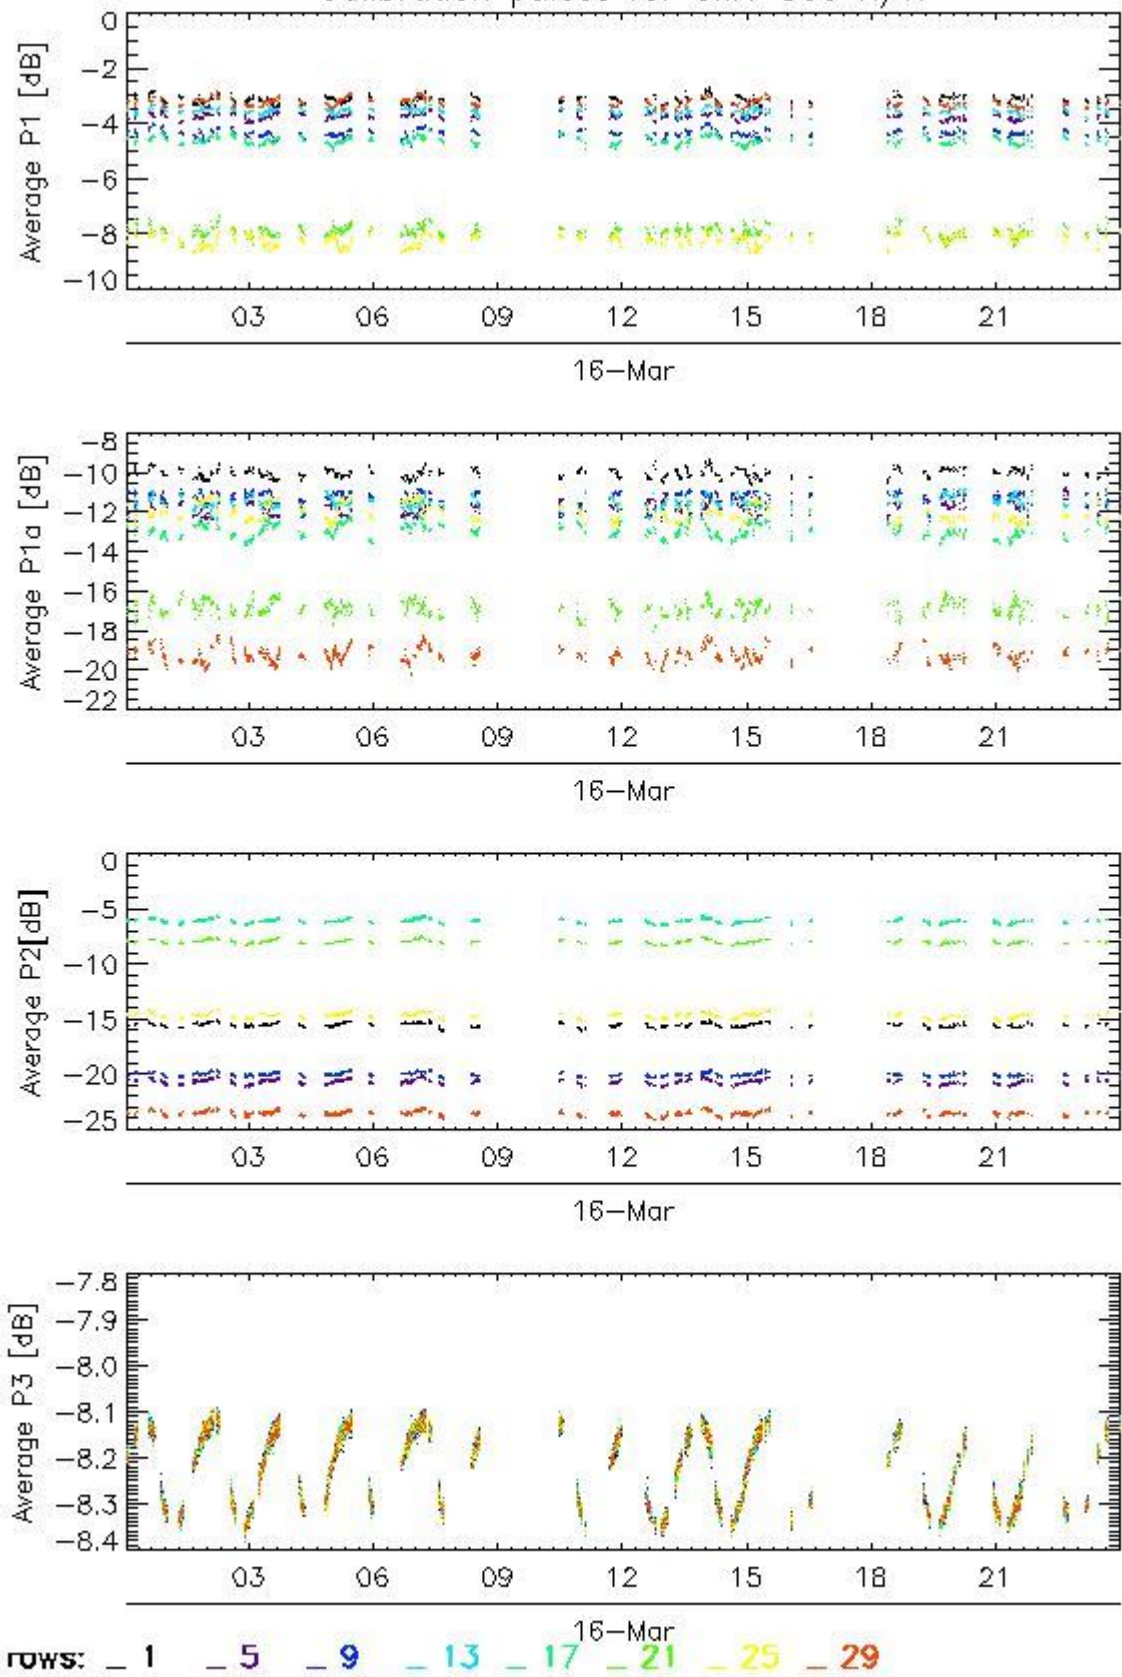 0
-2
-4
-6
-8
-10
Average P1 [dB]
03 06 09 12 15 18 21
16-Mar
-8
-10
-12
-14
-16
-18
-20
-22
Average P1a [dB]
03 06 09 12 15 18 21
16-Mar
0
-5
-10
-15
-20
-25
Average P2[dB]
03 06 09 12 15 18 21
16-Mar
-7.8
-7.9
-8.0
-8.1
-8.2
-8.3
-8.4
Average P3 [dB]
03 06 09 12 15 18 21
16-Mar
rows: _ 1 _ 5 _ 9 _ 13 _ 17 _ 21 _ 25 _ 29